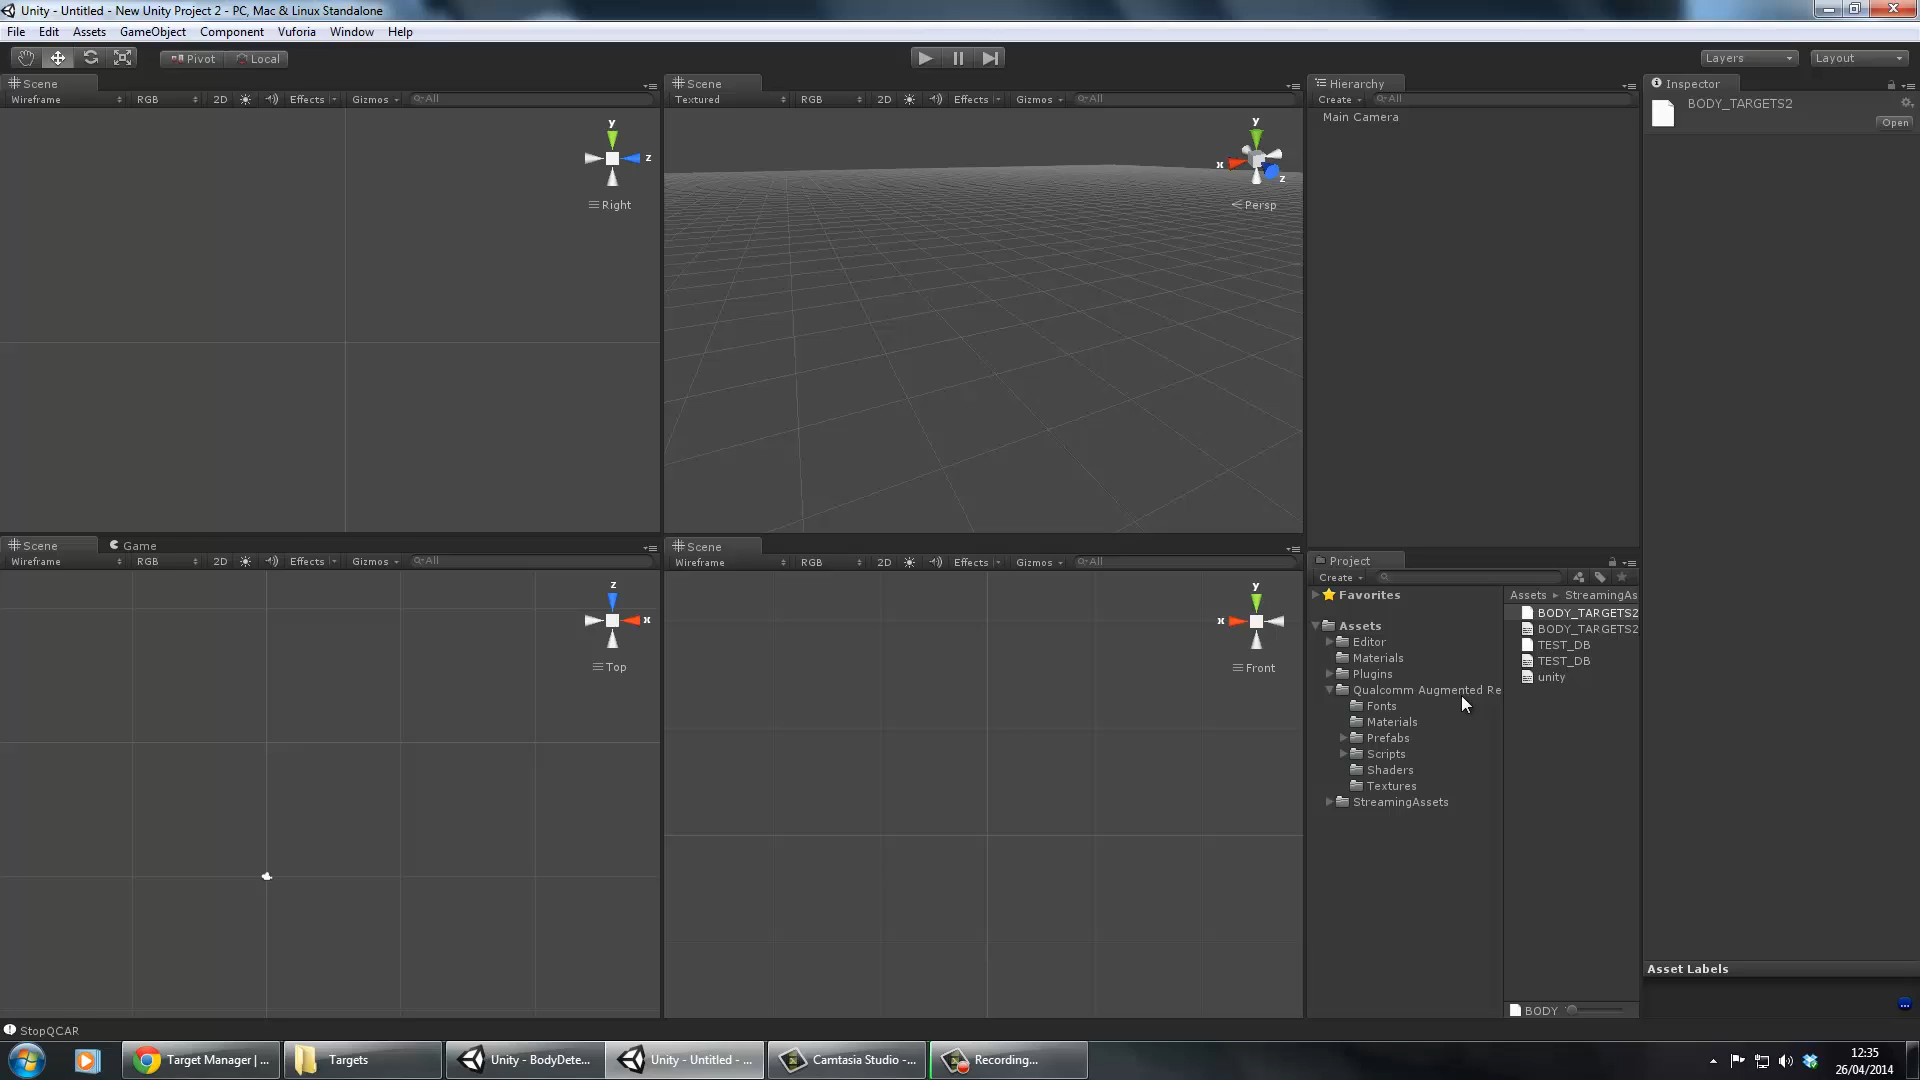 Unity - Untitled - New Unity Project 2 - PC, Mac & Linux Standalone
File Edit Assets GameObject Component Vuforia Window Help
Pivot Local Layers Layout
Scene
Wireframe RGB 2D Effects Gizmos All
y
z
Right
Scene
Textured RGB 2D Effects Gizmos All
y
x
z
Persp
Hierarchy
Create All
Main Camera
Inspector
BODY_TARGETS2
Open
Scene Game
Wireframe RGB 2D Effects Gizmos All
z
x
Top
Scene
Wireframe RGB 2D Effects Gizmos All
y
x
Front
Project
Create
Favorites
Assets
Editor
Materials
Plugins
Qualcomm Augmented Re
Fonts
Materials
Prefabs
Scripts
Shaders
Textures
StreamingAssets
Assets StreamingAs
BODY_TARGETS2
BODY_TARGETS2
TEST_DB
TEST_DB
unity
BODY
Asset Labels
StopQCAR
Target Manager | ... Targets Unity - BodyDete... Unity - Untitled - ... Camtasia Studio -... Recording...
12:35
26/04/2014